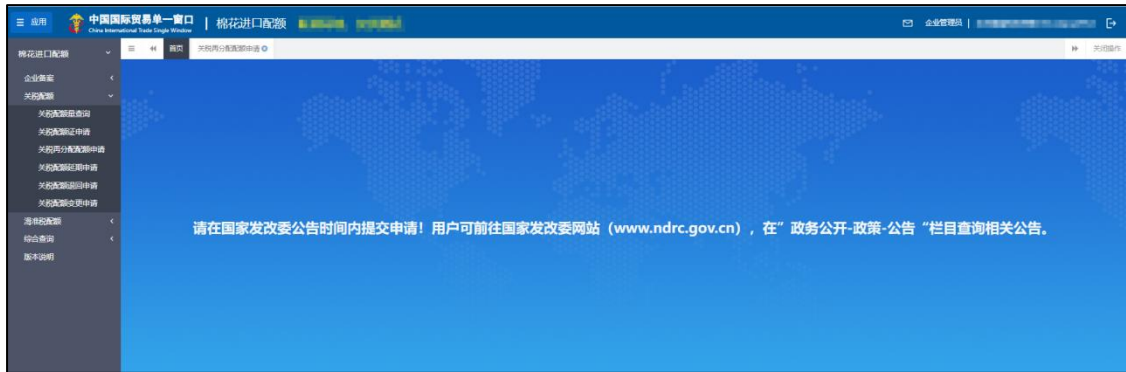 应用
中国国际贸易单一窗口
China International Trade Single Window
棉花进口配额
企业管理员
棉花进口配额
首页
关税再分配配额申请
关闭操作
企业备案
关税配额
关税配额量查询
关税配额证申请
关税再分配配额申请
关税配额延期申请
关税配额退回申请
关税配额变更申请
滑准税配额
综合查询
版本说明
请在国家发改委公告时间内提交申请！用户可前往国家发改委网站（www.ndrc.gov.cn），在”政务公开-政策-公告“栏目查询相关公告。